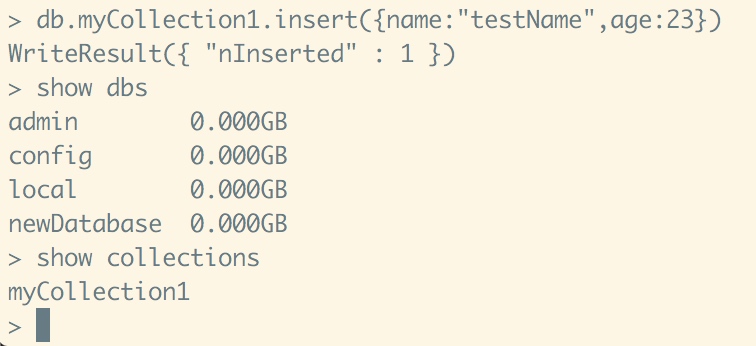 > db.myCollection1.insert({name:"testName",age:23})
WriteResult({ "nInserted" : 1 })
> show dbs
admin        0.000GB
config       0.000GB
local        0.000GB
newDatabase  0.000GB
> show collections
myCollection1
>